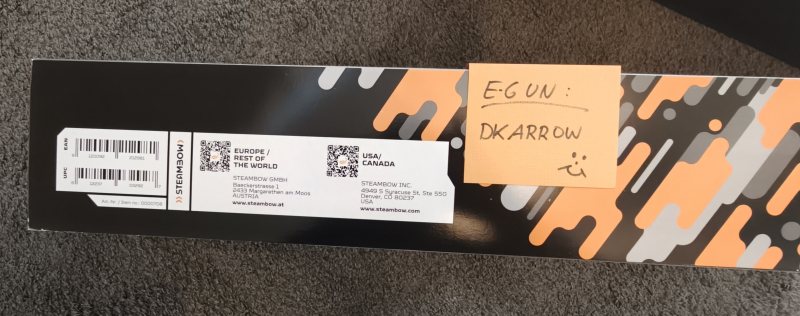 EAN
UPC
STEAMBOW
EUROPE /
REST OF
THE WORLD
STEAMBOW GMBH
Baeckerstrasse 1
2433 Margarethen am Moos
AUSTRIA
www.steambow.at
USA/
CANADA
STEAMBOW INC.
4949 S Syracuse St, Ste 550
Denver, CO 80237
USA
www.steambow.com
E-GUN:
DKARROW